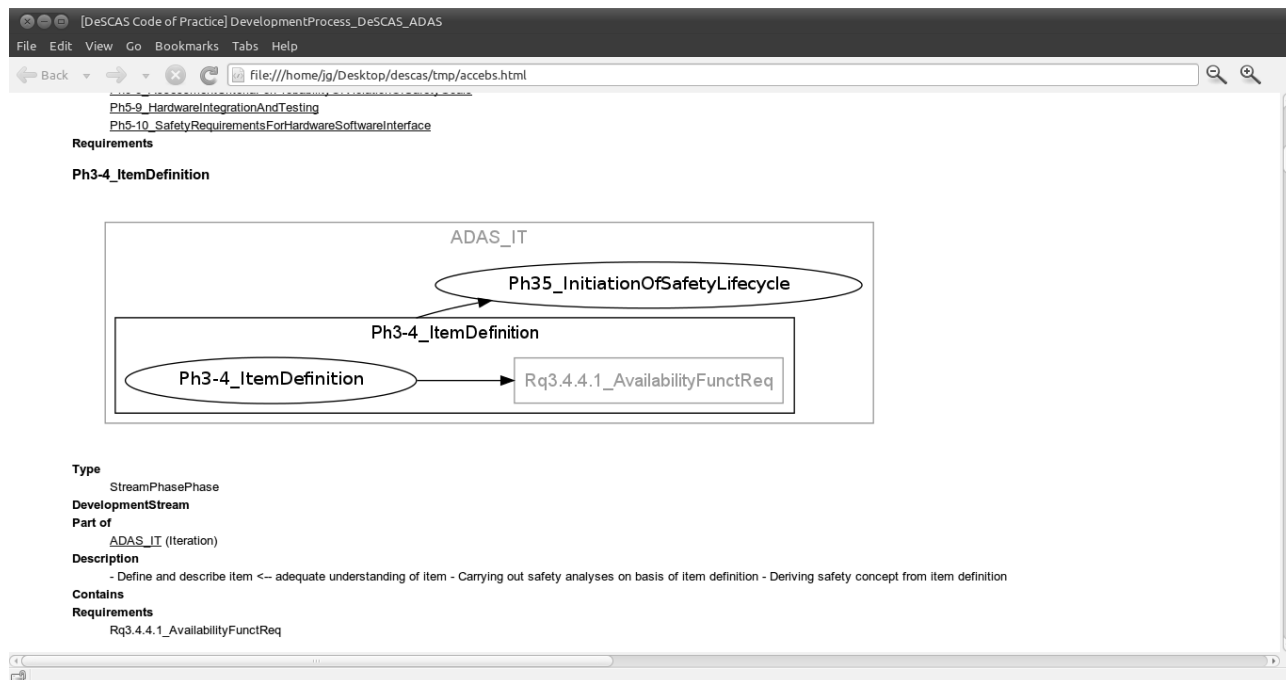 [DeSCAS Code of Practice] DevelopmentProcess_DeSCAS_ADAS
File Edit View Go Bookmarks Tabs Help
Back file:///home/jg/Desktop/descas/tmp/accebs.html
Ph5-9_HardwareIntegrationAndTesting
Ph5-10_SafetyRequirementsForHardwareSoftwareInterface
Requirements
Ph3-4_ItemDefinition
ADAS_IT
Ph35_InitiationOfSafetyLifecycle
Ph3-4_ItemDefinition
Ph3-4_ItemDefinition Rq3.4.4.1_AvailabilityFunctReq
Type
StreamPhasePhase
DevelopmentStream
Part of
ADAS_IT (Iteration)
Description
- Define and describe item <-- adequate understanding of item - Carrying out safety analyses on basis of item definition - Deriving safety concept from item definition
Contains
Requirements
Rq3.4.4.1_AvailabilityFunctReq